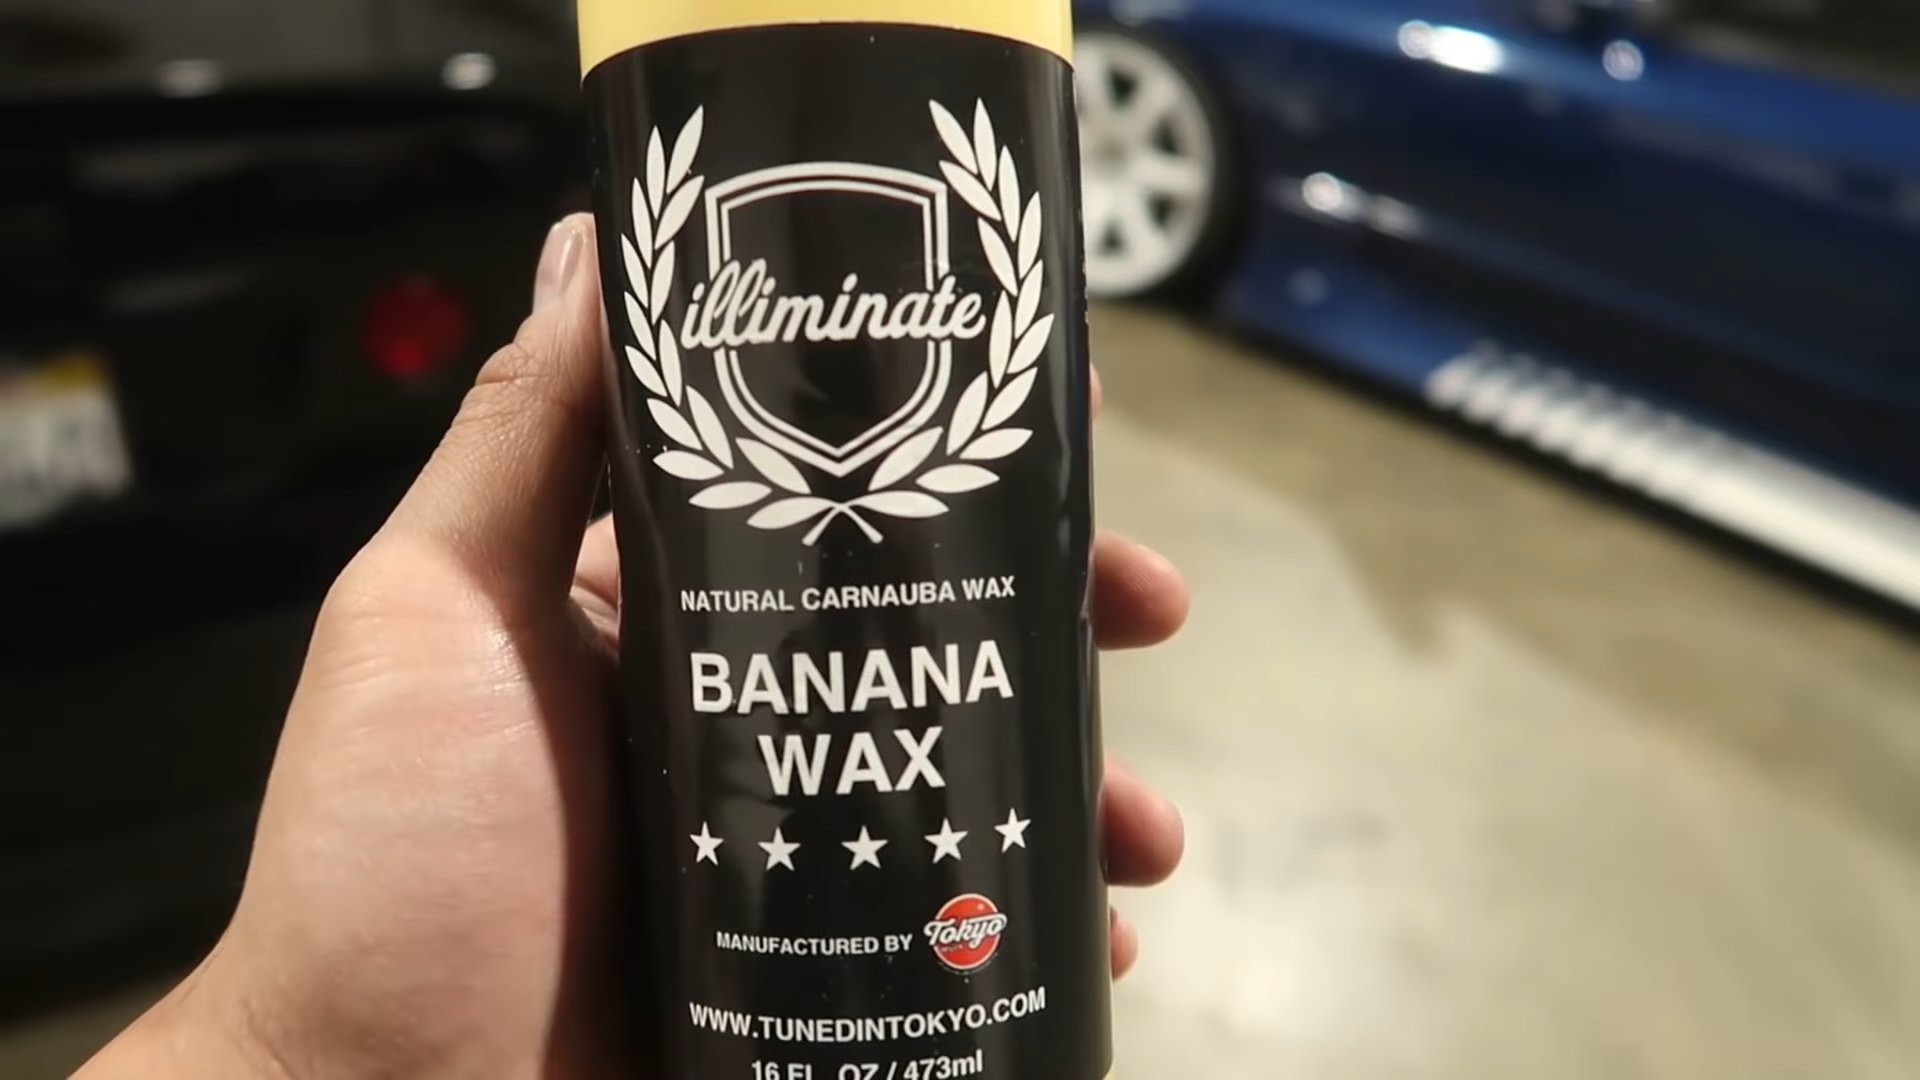 illiminate
NATURAL CARNAUBA WAX
BANANA
WAX
MANUFACTURED BY Tokyo
WWW.TUNEDINTOKYO.COM
16 FL. OZ / 473ml